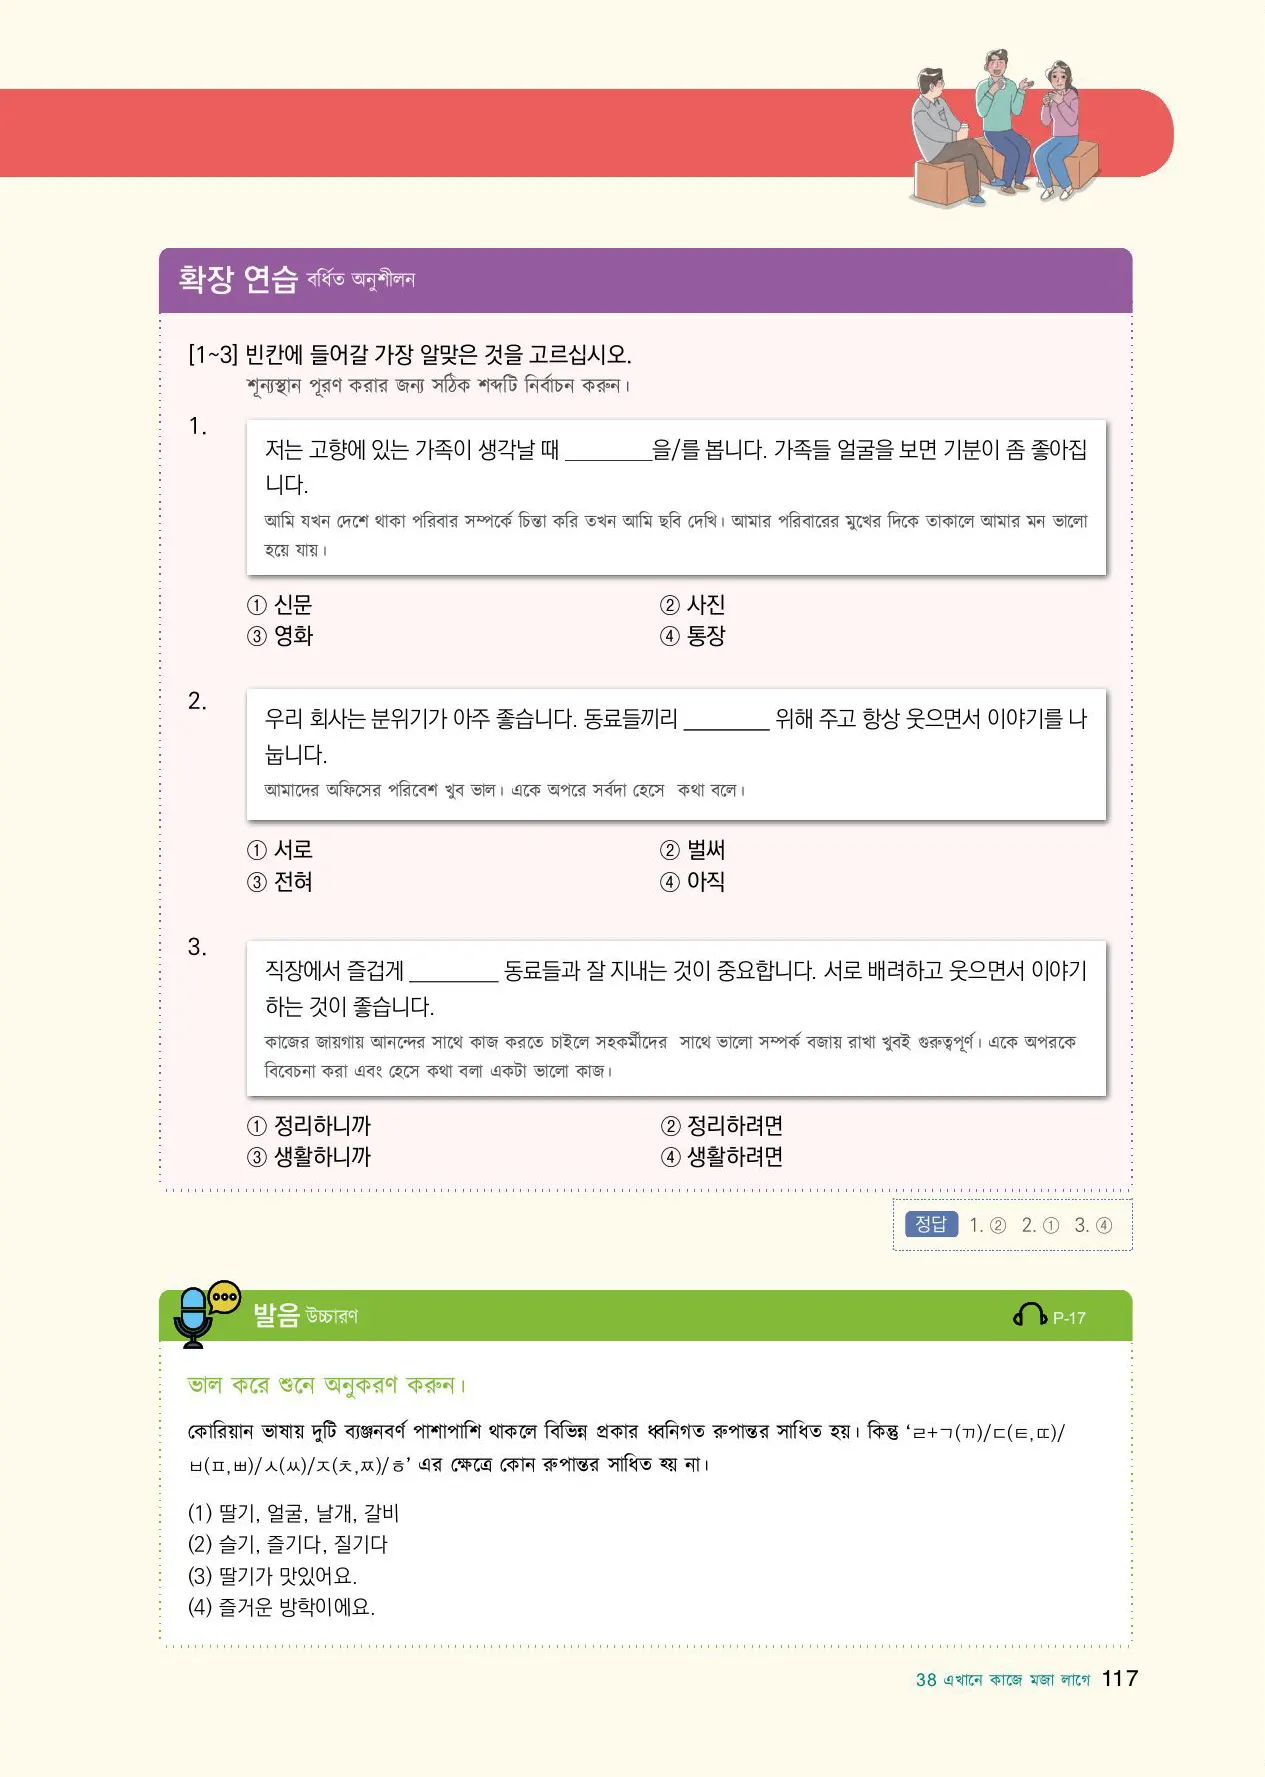 확장 연습 বর্ধিত অনুশীলন
[1~3] 빈칸에 들어갈 가장 알맞은 것을 고르십시오.
শূন্যস্থান পূরণ করার জন্য সঠিক শব্দটি নির্বাচন করুন।
1.
저는 고향에 있는 가족이 생각날 때 ________을/를 봅니다. 가족들 얼굴을 보면 기분이 좀 좋아집
니다.
আমি যখন দেশে থাকা পরিবার সম্পর্কে চিন্তা করি তখন আমি ছবি দেখি। আমার পরিবারের মুখের দিকে তাকালে আমার মন ভালো
হয়ে যায়।
① 신문 ② 사진
③ 영화 ④ 통장
2.
우리 회사는 분위기가 아주 좋습니다. 동료들끼리 ________ 위해 주고 항상 웃으면서 이야기를 나
눕니다.
আমাদের অফিসের পরিবেশ খুব ভাল। একে অপরে সর্বদা হেসে কথা বলে।
① 서로 ② 벌써
③ 전혀 ④ 아직
3.
직장에서 즐겁게 ________ 동료들과 잘 지내는 것이 중요합니다. 서로 배려하고 웃으면서 이야기
하는 것이 좋습니다.
কাজের জায়গায় আনন্দের সাথে কাজ করতে চাইলে সহকর্মীদের সাথে ভালো সম্পর্ক বজায় রাখা খুবই গুরুত্বপূর্ণ। একে অপরকে
বিবেচনা করা এবং হেসে কথা বলা একটা ভালো কাজ।
① 정리하니까 ② 정리하려면
③ 생활하니까 ④ 생활하려면
정답 1. ② 2. ① 3. ④
발음 উচ্চারণ P-17
ভাল করে শুনে অনুকরণ করুন।
কোরিয়ান ভাষায় দুটি ব্যঞ্জনবর্ণ পাশাপাশি থাকলে বিভিন্ন প্রকার ধ্বনিগত রুপান্তর সাধিত হয়। কিন্তু ‘ㄹ+ㄱ(ㄲ)/ㄷ(ㅌ,ㄸ)/
ㅂ(ㅍ,ㅃ)/ㅅ(ㅆ)/ㅈ(ㅊ,ㅉ)/ㅎ’ এর ক্ষেত্রে কোন রুপান্তর সাধিত হয় না।
(1) 딸기, 얼굴, 날개, 갈비
(2) 슬기, 즐기다, 질기다
(3) 딸기가 맛있어요.
(4) 즐거운 방학이에요.
38 এখানে কাজে মজা লাগে 117